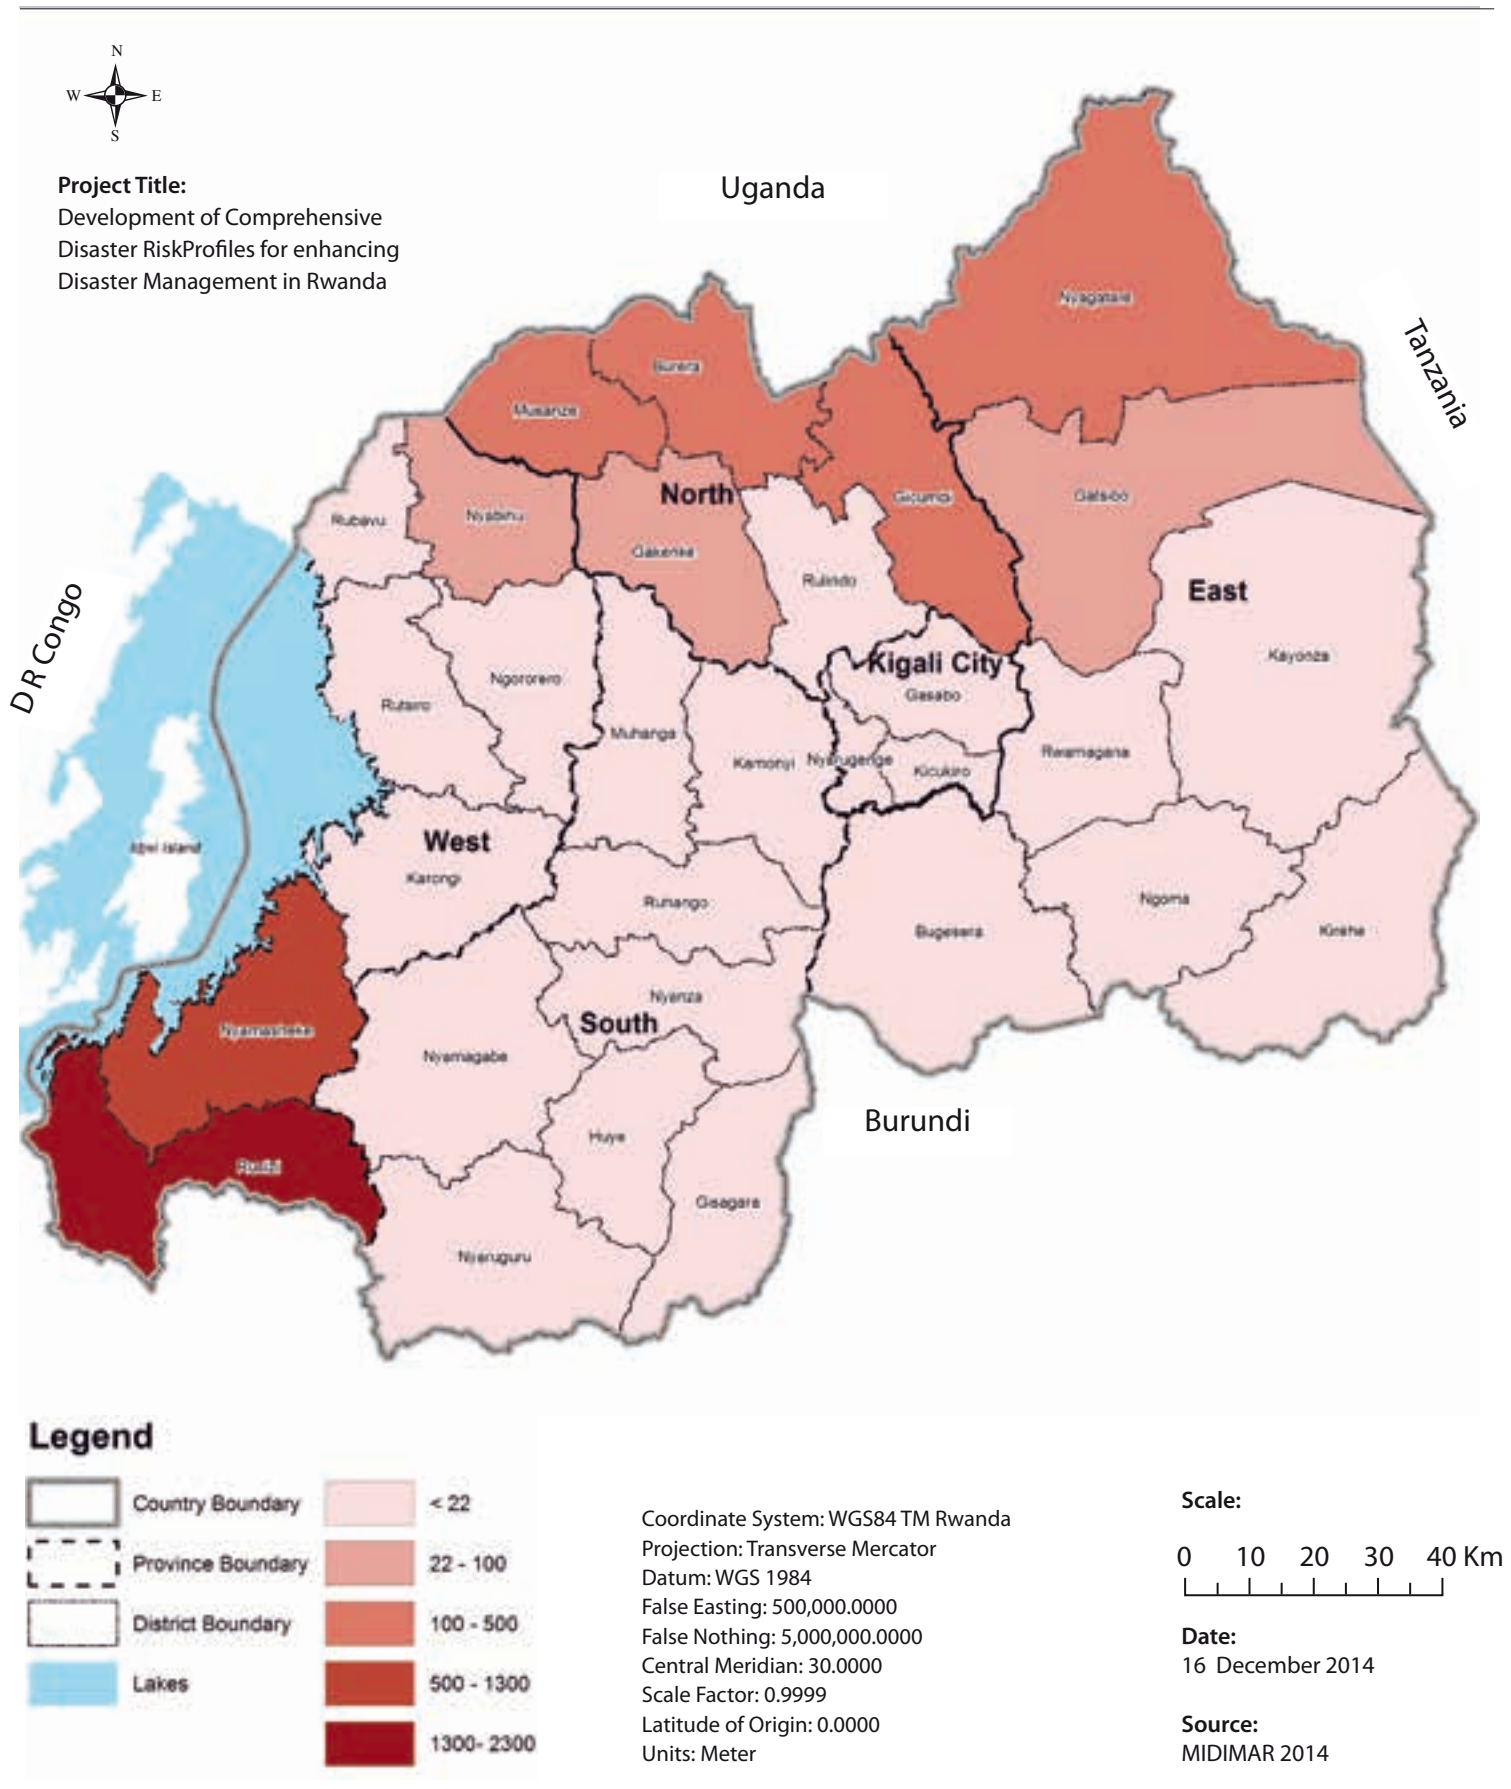 N
W E
S
Project Title:
Development of Comprehensive
Disaster RiskProfiles for enhancing
Disaster Management in Rwanda
Uganda
Tanzania
D R Congo
Burundi
Nyagatare
Burera
Musanze
North
Gicumbi
Gatsibo
Nyabihu
Rubavu
Gakenke
Rulindo
East
Kayonza
Kigali City
Gasabo
Ngororero
Rutsiro
Muhanga
Kamonyi
Nyarugenge
Kicukiro
Rwamagana
West
Karongi
Idjwi Island
Ruhango
Ngoma
Bugesera
Kirehe
Nyanza
South
Nyamasheke
Nyamagabe
Huye
Rusizi
Gisagara
Nyaruguru
Legend
Country Boundary
Province Boundary
District Boundary
Lakes
< 22
22 - 100
100 - 500
500 - 1300
1300- 2300
Coordinate System: WGS84 TM Rwanda
Projection: Transverse Mercator
Datum: WGS 1984
False Easting: 500,000.0000
False Nothing: 5,000,000.0000
Central Meridian: 30.0000
Scale Factor: 0.9999
Latitude of Origin: 0.0000
Units: Meter
Scale:
0 10 20 30 40 Km
Date:
16 December 2014
Source:
MIDIMAR 2014